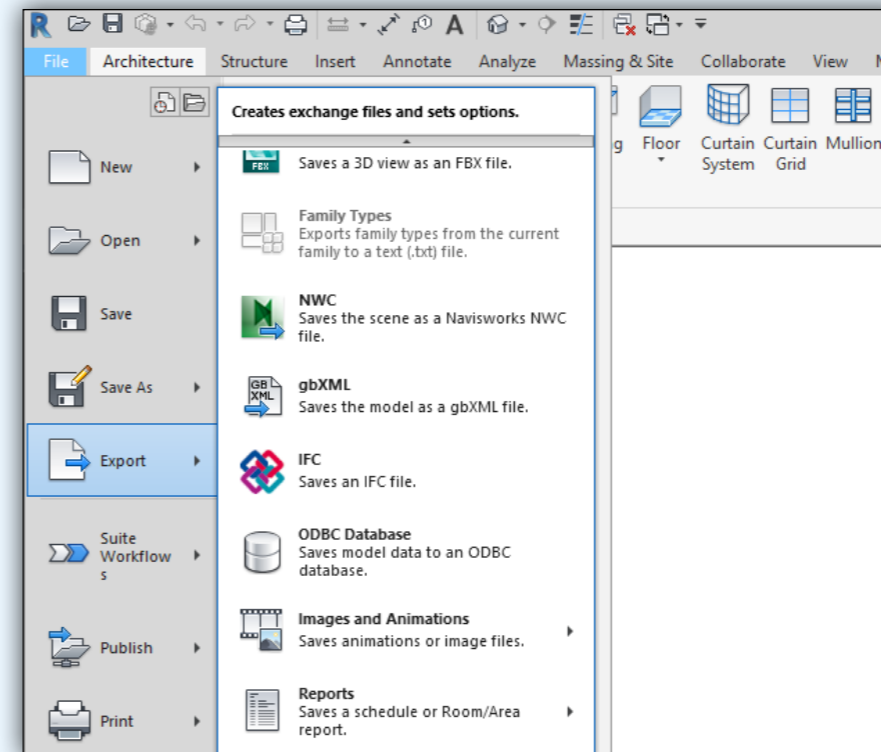 File Architecture Structure Insert Annotate Analyze Massing & Site Collaborate View
Creates exchange files and sets options.
g Floor Curtain System Curtain Grid Mullion
New
Open
Save
Save As
Export
Suite
Workflow
s
Publish
Print
FBX
Saves a 3D view as an FBX file.
Family Types
Exports family types from the current
family to a text (.txt) file.
NWC
Saves the scene as a Navisworks NWC
file.
GB
XML
gbXML
Saves the model as a gbXML file.
IFC
Saves an IFC file.
ODBC Database
Saves model data to an ODBC
database.
Images and Animations
Saves animations or image files.
Reports
Saves a schedule or Room/Area
report.